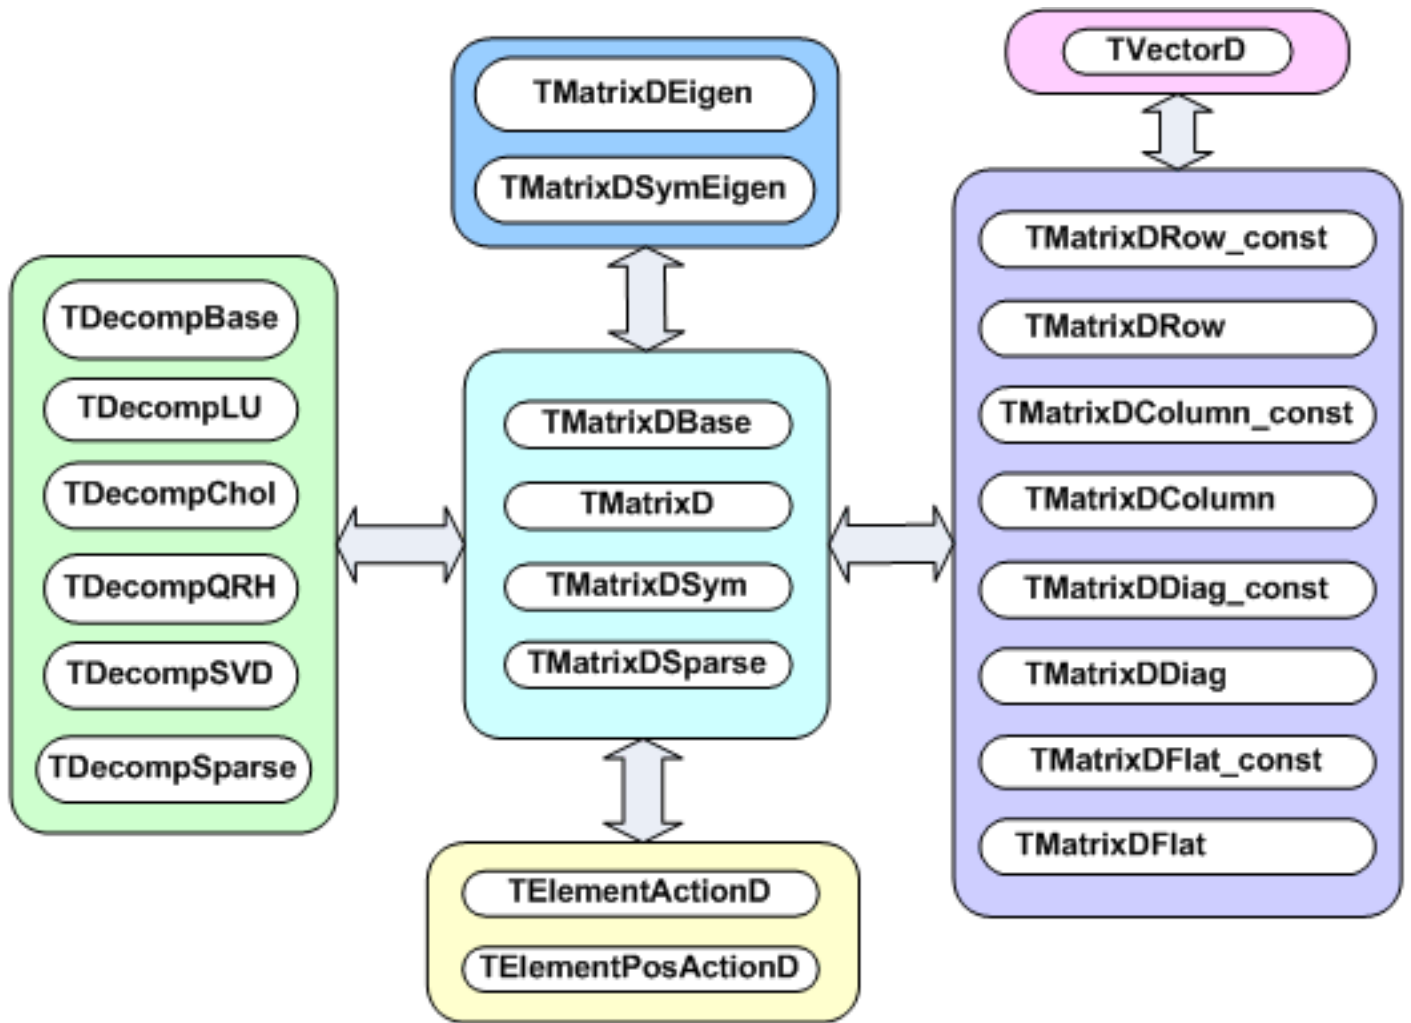 TVectorD
TMatrixDEigen
TMatrixDSymEigen
TDecompBase
TDecompLU
TDecompChol
TDecompQRH
TDecompSVD
TDecompSparse
TMatrixDBase
TMatrixD
TMatrixDSym
TMatrixDSparse
TMatrixDRow_const
TMatrixDRow
TMatrixDColumn_const
TMatrixDColumn
TMatrixDDiag_const
TMatrixDDiag
TMatrixDFlat_const
TMatrixDFlat
TElementActionD
TElementPosActionD